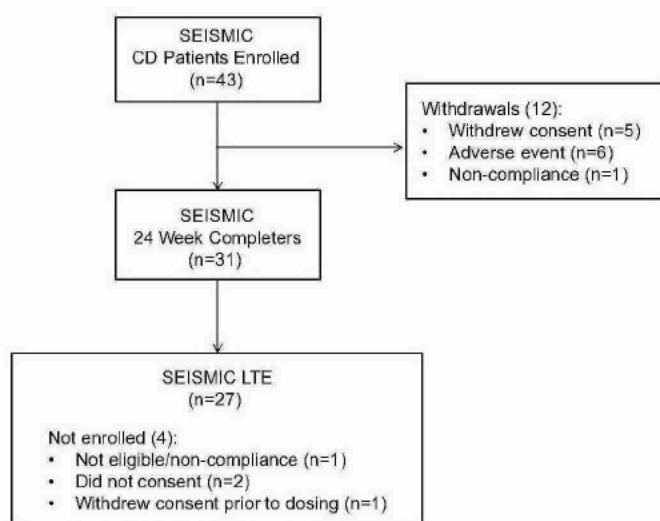 SEISMIC
CD Patients Enrolled
(n=43)
Withdrawals (12):
• Withdrew consent (n=5)
• Adverse event (n=6)
• Non-compliance (n=1)
SEISMIC
24 Week Completers
(n=31)
SEISMIC LTE
(n=27)
Not enrolled (4):
• Not eligible/non-compliance (n=1)
• Did not consent (n=2)
• Withdrew consent prior to dosing (n=1)